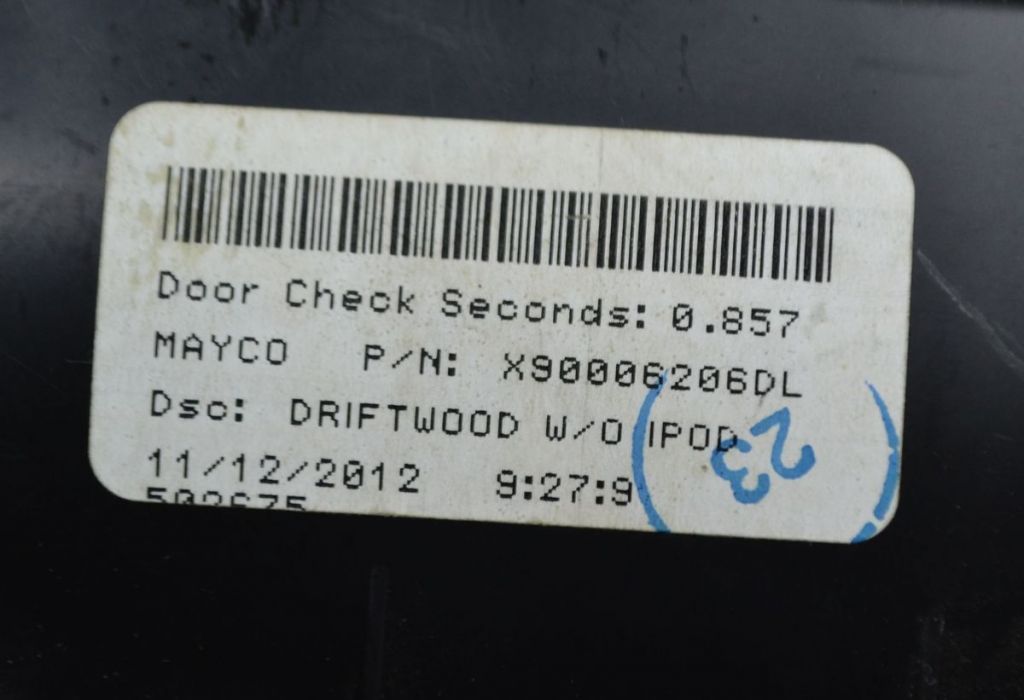 Door Check Seconds: 0.857
MAYCO P/N: X90006206DL
Dsc: DRIFTWOOD W/O IPOD
11/12/2012 9:27:9
23